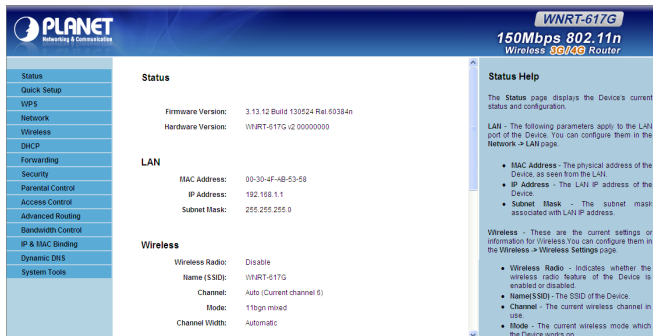 PLANET
Networking & Communication
WNRT-617G
150Mbps 802.11n
Wireless 3G/4G Router
Status
Quick Setup
WPS
Network
Wireless
DHCP
Forwarding
Security
Parental Control
Access Control
Advanced Routing
Bandwidth Control
IP & MAC Binding
Dynamic DNS
System Tools
Status
Firmware Version: 3.13.12 Build 130524 Rel.60384n
Hardware Version: WNRT-617G v2 00000000
LAN
MAC Address: 00-30-4F-AB-53-58
IP Address: 192.168.1.1
Subnet Mask: 255.255.255.0
Wireless
Wireless Radio: Disable
Name (SSID): WNRT-617G
Channel: Auto (Current channel 6)
Mode: 11bgn mixed
Channel Width: Automatic
Status Help
The Status page displays the Device's current
status and configuration.
LAN - The following parameters apply to the LAN
port of the Device. You can configure them in the
Network -> LAN page.
• MAC Address - The physical address of the
Device, as seen from the LAN.
• IP Address - The LAN IP address of the
Device.
• Subnet Mask - The subnet mask
associated with LAN IP address.
Wireless - These are the current settings or
information for Wireless.You can configure them in
the Wireless -> Wireless Settings page.
• Wireless Radio - Indicates whether the
wireless radio feature of the Device is
enabled or disabled.
• Name(SSID) - The SSID of the Device.
• Channel - The current wireless channel in
use.
• Mode - The current wireless mode which
the Device works on.